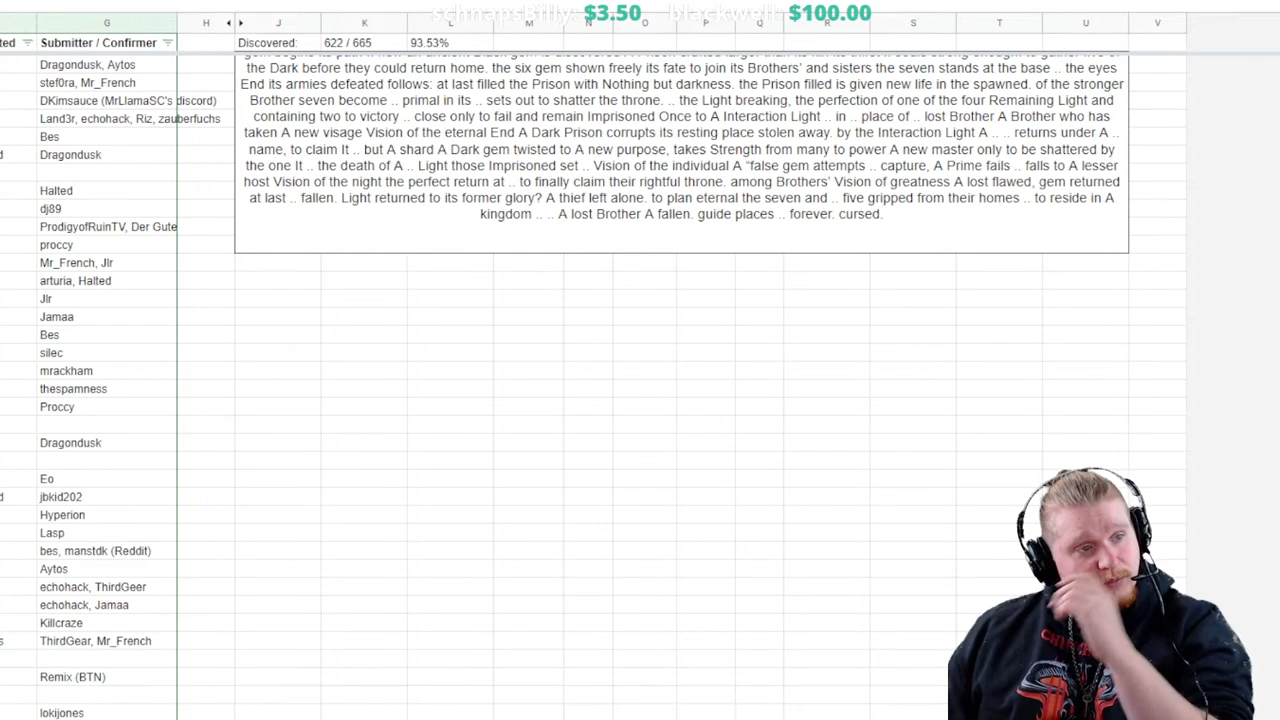 schnapsBilly: $3.50 blackwell: $100.00
G H J K L M N O P Q R S T U V
ted Submitter / Confirmer Discovered: 622 / 665 93.53%
the Dark before they could return home. the six gem shown freely its fate to join its Brothers' and sisters the seven stands at the base .. the eyes
End its armies defeated follows: at last filled the Prison with Nothing but darkness. the Prison filled is given new life in the spawned. of the stronger
Brother seven become .. primal in its .. sets out to shatter the throne. .. the Light breaking, the perfection of one of the four Remaining Light and
containing two to victory .. close only to fail and remain Imprisoned Once to A Interaction Light .. in .. place of .. lost Brother A Brother who has
taken A new visage Vision of the eternal End A Dark Prison corrupts its resting place stolen away. by the Interaction Light A .. .. returns under A ..
name, to claim It .. but A shard A Dark gem twisted to A new purpose, takes Strength from many to power A new master only to be shattered by
the one It .. the death of A .. Light those Imprisoned set .. Vision of the individual A "false gem attempts .. capture, A Prime fails .. falls to A lesser
host Vision of the night the perfect return at .. to finally claim their rightful throne. among Brothers' Vision of greatness A lost flawed, gem returned
at last .. fallen. Light returned to its former glory? A thief left alone. to plan eternal the seven and .. five gripped from their homes .. to reside in A
kingdom .. .. A lost Brother A fallen. guide places .. forever. cursed.
Dragondusk, Aytos
stef0ra, Mr_French
DKimsauce (MrLlamaSC's discord)
Land3r, echohack, Riz, zauberfuchs
Bes
d Dragondusk
Halted
dj89
ProdigyofRuinTV, Der Gute
proccy
Mr_French, Jlr
arturia, Halted
Jlr
Jamaa
Bes
silec
mrackham
thespamness
Proccy
Dragondusk
Eo
d jbkid202
Hyperion
Lasp
bes, manstdk (Reddit)
Aytos
echohack, ThirdGeer
echohack, Jamaa
Killcraze
s ThirdGear, Mr_French
Remix (BTN)
lokijones